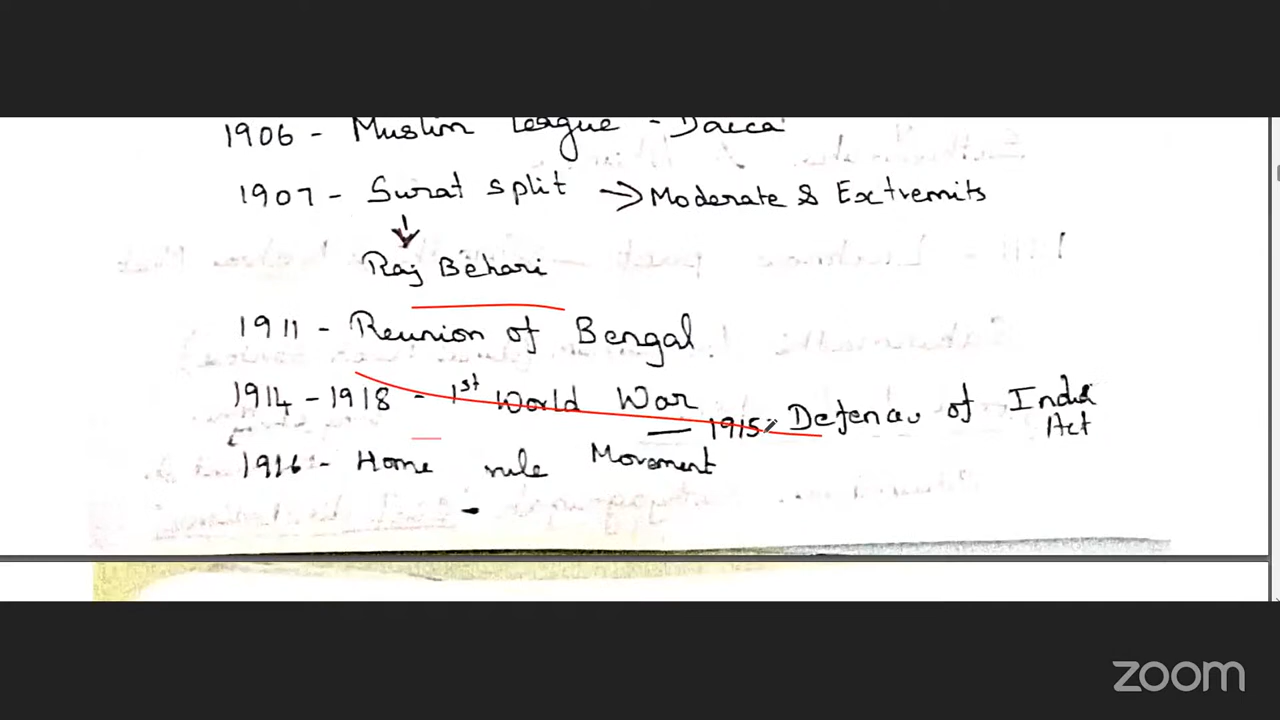 1906 - Muslim League - Dacca
1907 - Surat split → Moderate & Extremits
↓
Raj Behari
1911 - Reunion of Bengal
1914 - 1918 - 1st World War
— 1915: Defence of India Act
1916 - Home rule Movement
zoom